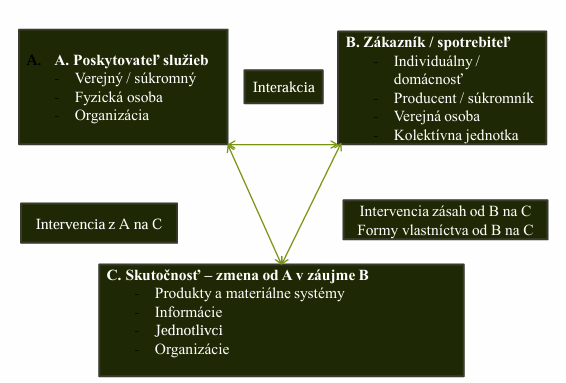 A. A. Poskytovateľ služieb
- Verejný / súkromný
- Fyzická osoba
- Organizácia
Interakcia
B. Zákazník / spotrebiteľ
- Individuálny /
domácnosť
- Producent / súkromník
- Verejná osoba
- Kolektívna jednotka
Intervencia z A na C
Intervencia zásah od B na C
Formy vlastníctva od B na C
C. Skutočnosť – zmena od A v záujme B
- Produkty a materiálne systémy
- Informácie
- Jednotlivci
- Organizácie